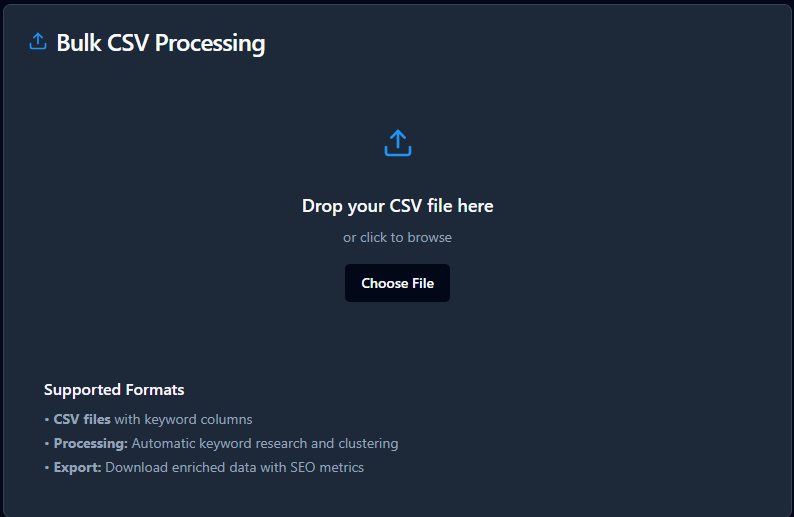 Bulk CSV Processing
Drop your CSV file here
or click to browse
Choose File
Supported Formats
• CSV files with keyword columns
• Processing: Automatic keyword research and clustering
• Export: Download enriched data with SEO metrics